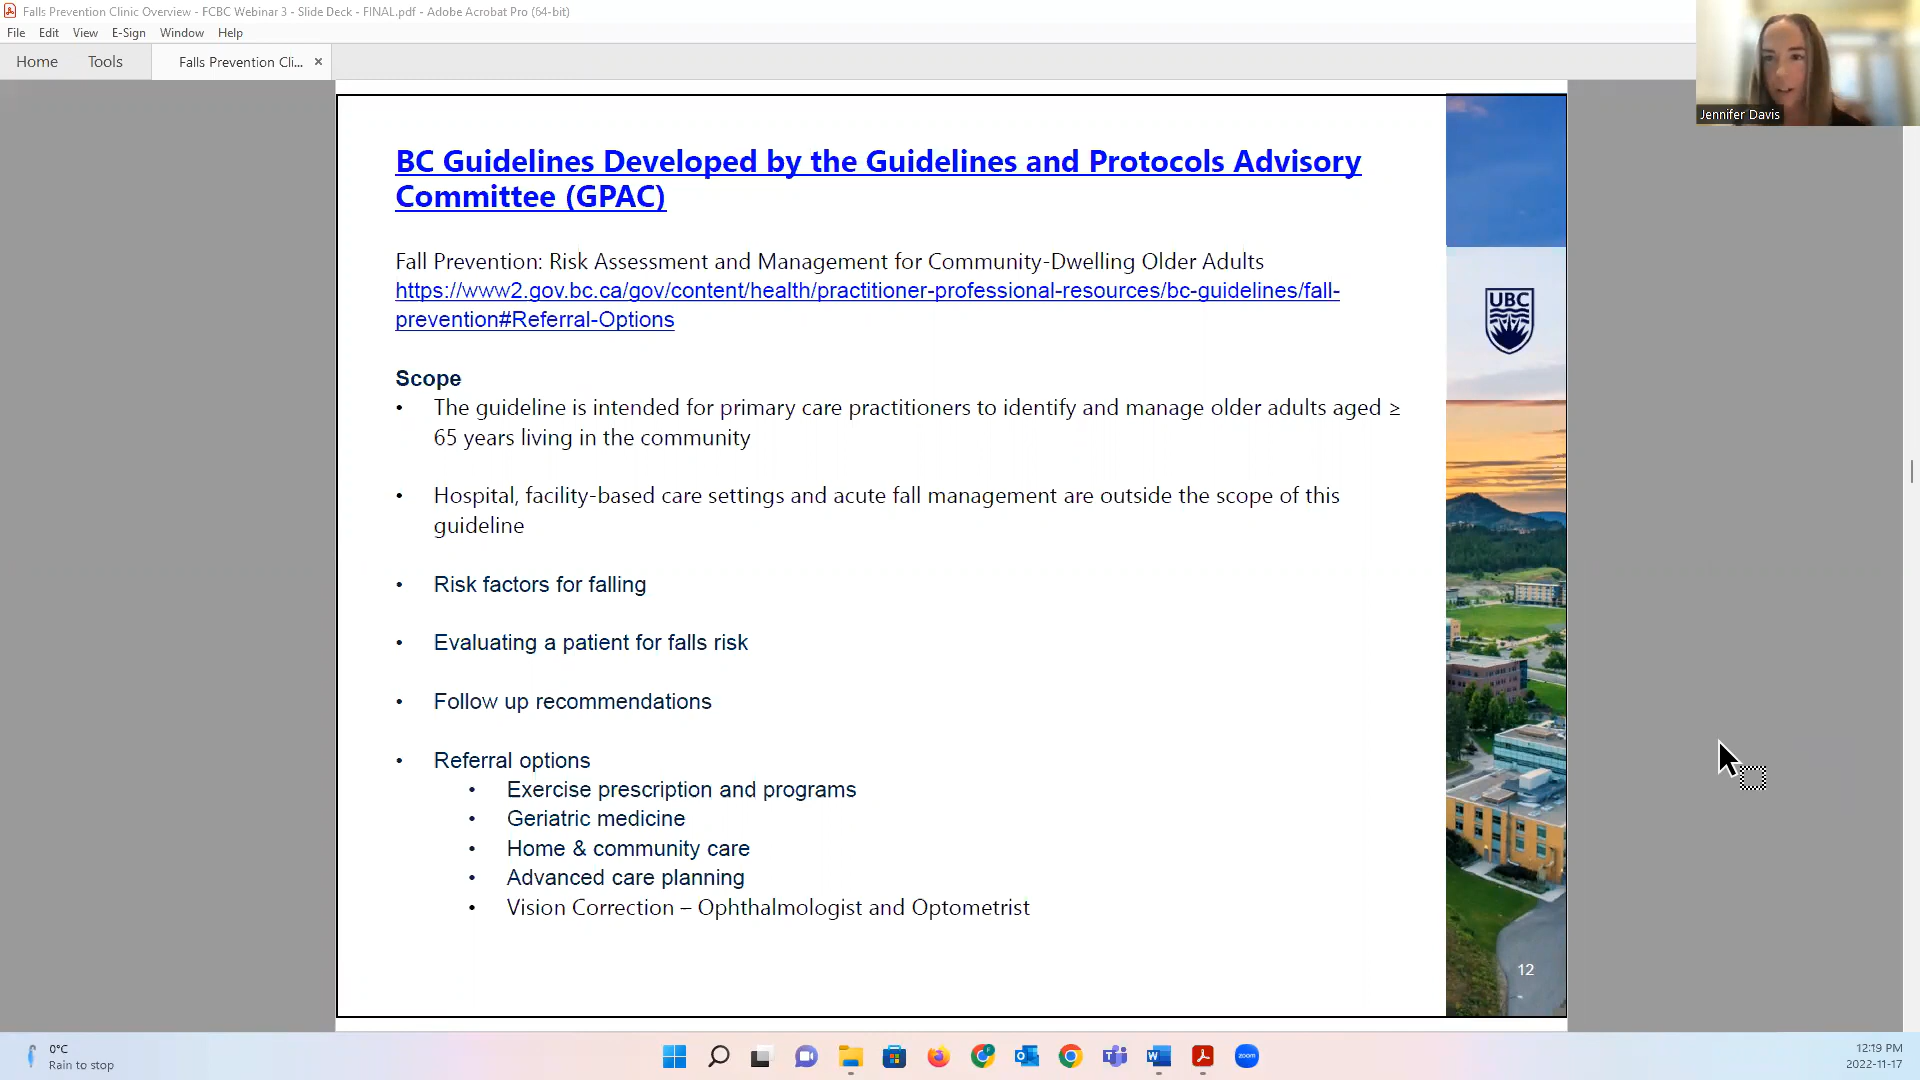 Falls Prevention Clinic Overview - FCBC Webinar 3 - Slide Deck - FINAL.pdf - Adobe Acrobat Pro (64-bit)
File Edit View E-Sign Window Help
Home Tools Falls Prevention Cli... ×
Jennifer Davis
BC Guidelines Developed by the Guidelines and Protocols Advisory
Committee (GPAC)
Fall Prevention: Risk Assessment and Management for Community-Dwelling Older Adults
https://www2.gov.bc.ca/gov/content/health/practitioner-professional-resources/bc-guidelines/fall-
prevention#Referral-Options
UBC
Scope
• The guideline is intended for primary care practitioners to identify and manage older adults aged ≥
65 years living in the community
• Hospital, facility-based care settings and acute fall management are outside the scope of this
guideline
• Risk factors for falling
• Evaluating a patient for falls risk
• Follow up recommendations
• Referral options
• Exercise prescription and programs
• Geriatric medicine
• Home & community care
• Advanced care planning
• Vision Correction – Ophthalmologist and Optometrist
12
0°C
Rain to stop
zoom
12:19 PM
2022-11-17